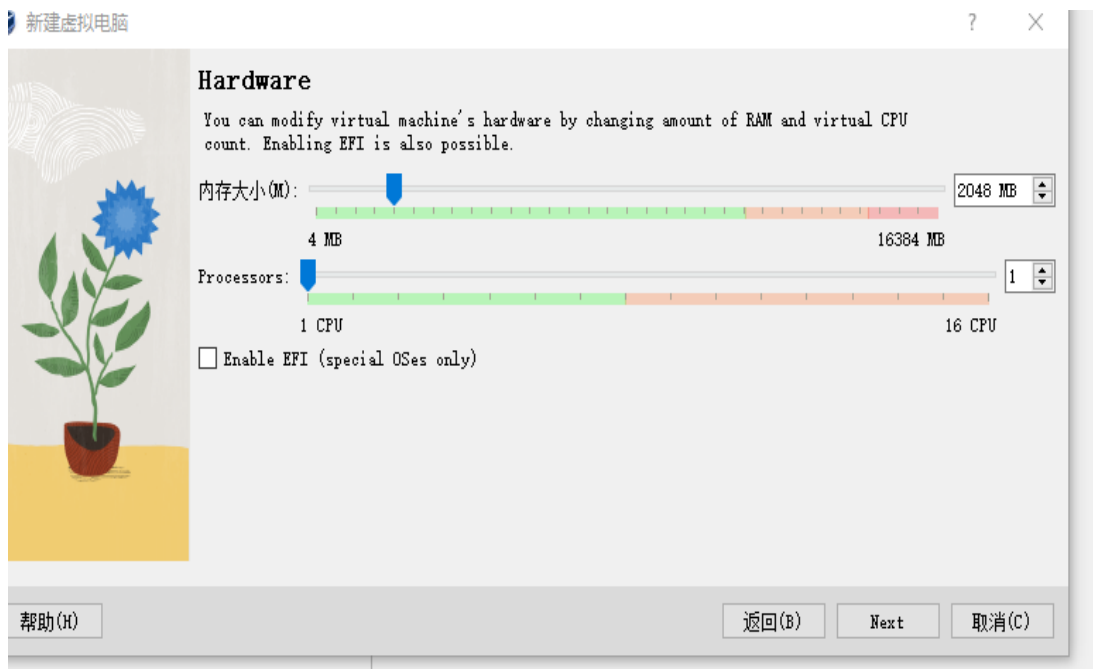 新建虚拟电脑
Hardware
You can modify virtual machine's hardware by changing amount of RAM and virtual CPU
count. Enabling EFI is also possible.
内存大小(M): 2048 MB
4 MB 16384 MB
Processors: 1
1 CPU 16 CPU
Enable EFI (special OSes only)
帮助(H) 返回(B) Next 取消(C)